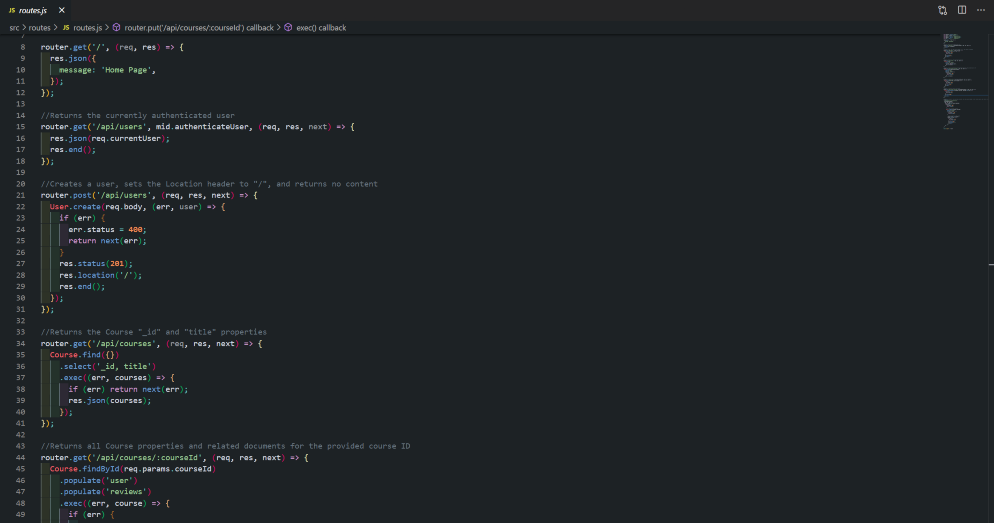 JS routes.js
src > routes > JS routes.js > router.put('/api/courses/:courseId') callback > exec() callback
7
8 router.get('/', (req, res) => {
9 res.json({
10 message: 'Home Page',
11 });
12 });
13
14 //Returns the currently authenticated user
15 router.get('/api/users', mid.authenticateUser, (req, res, next) => {
16 res.json(req.currentUser);
17 res.end();
18 });
19
20 //Creates a user, sets the Location header to "/", and returns no content
21 router.post('/api/users', (req, res, next) => {
22 User.create(req.body, (err, user) => {
23 if (err) {
24 err.status = 400;
25 return next(err);
26 }
27 res.status(201);
28 res.location('/');
29 res.end();
30 });
31 });
32
33 //Returns the Course "_id" and "title" properties
34 router.get('/api/courses', (req, res, next) => {
35 Course.find({})
36 .select('_id, title')
37 .exec((err, courses) => {
38 if (err) return next(err);
39 res.json(courses);
40 });
41 });
42
43 //Returns all Course properties and related documents for the provided course ID
44 router.get('/api/courses/:courseId', (req, res, next) => {
45 Course.findById(req.params.courseId)
46 .populate('user')
47 .populate('reviews')
48 .exec((err, course) => {
49 if (err) {